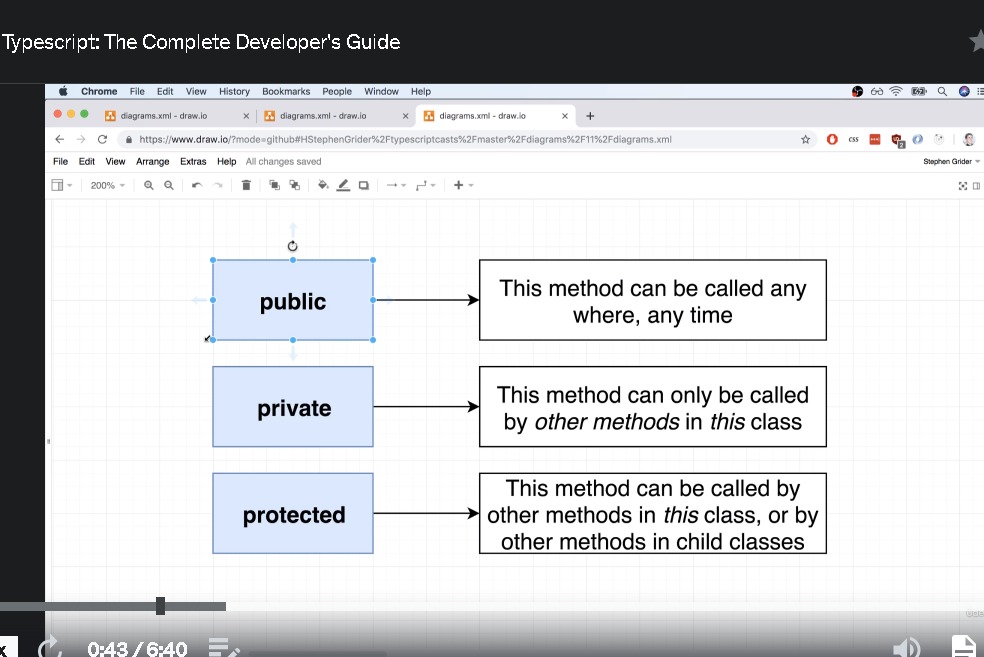 Typescript: The Complete Developer's Guide
Chrome File Edit View History Bookmarks People Window Help
diagrams.xml - draw.io diagrams.xml - draw.io diagrams.xml - draw.io
https://www.draw.io/?mode=github#HStephenGrider%2Ftypescriptcasts%2Fmaster%2Fdiagrams%2F11%2Fdiagrams.xml
css
2
File Edit View Arrange Extras Help All changes saved
Stephen Grider
200%
public
This method can be called any
where, any time
private
This method can only be called
by other methods in this class
protected
This method can be called by
other methods in this class, or by
other methods in child classes
x
0:43 / 6:40